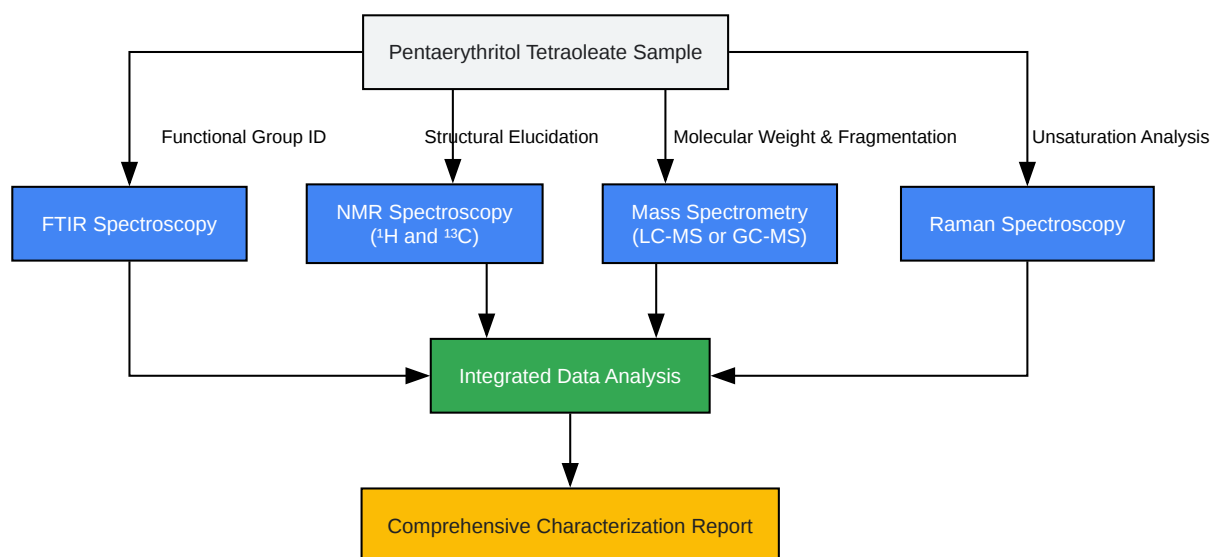 Pentaerythritol Tetraoleate Sample
Functional Group ID
Structural Elucidation
Molecular Weight & Fragmentation
Unsaturation Analysis
FTIR Spectroscopy
NMR Spectroscopy
(¹H and ¹³C)
Mass Spectrometry
(LC-MS or GC-MS)
Raman Spectroscopy
Integrated Data Analysis
Comprehensive Characterization Report